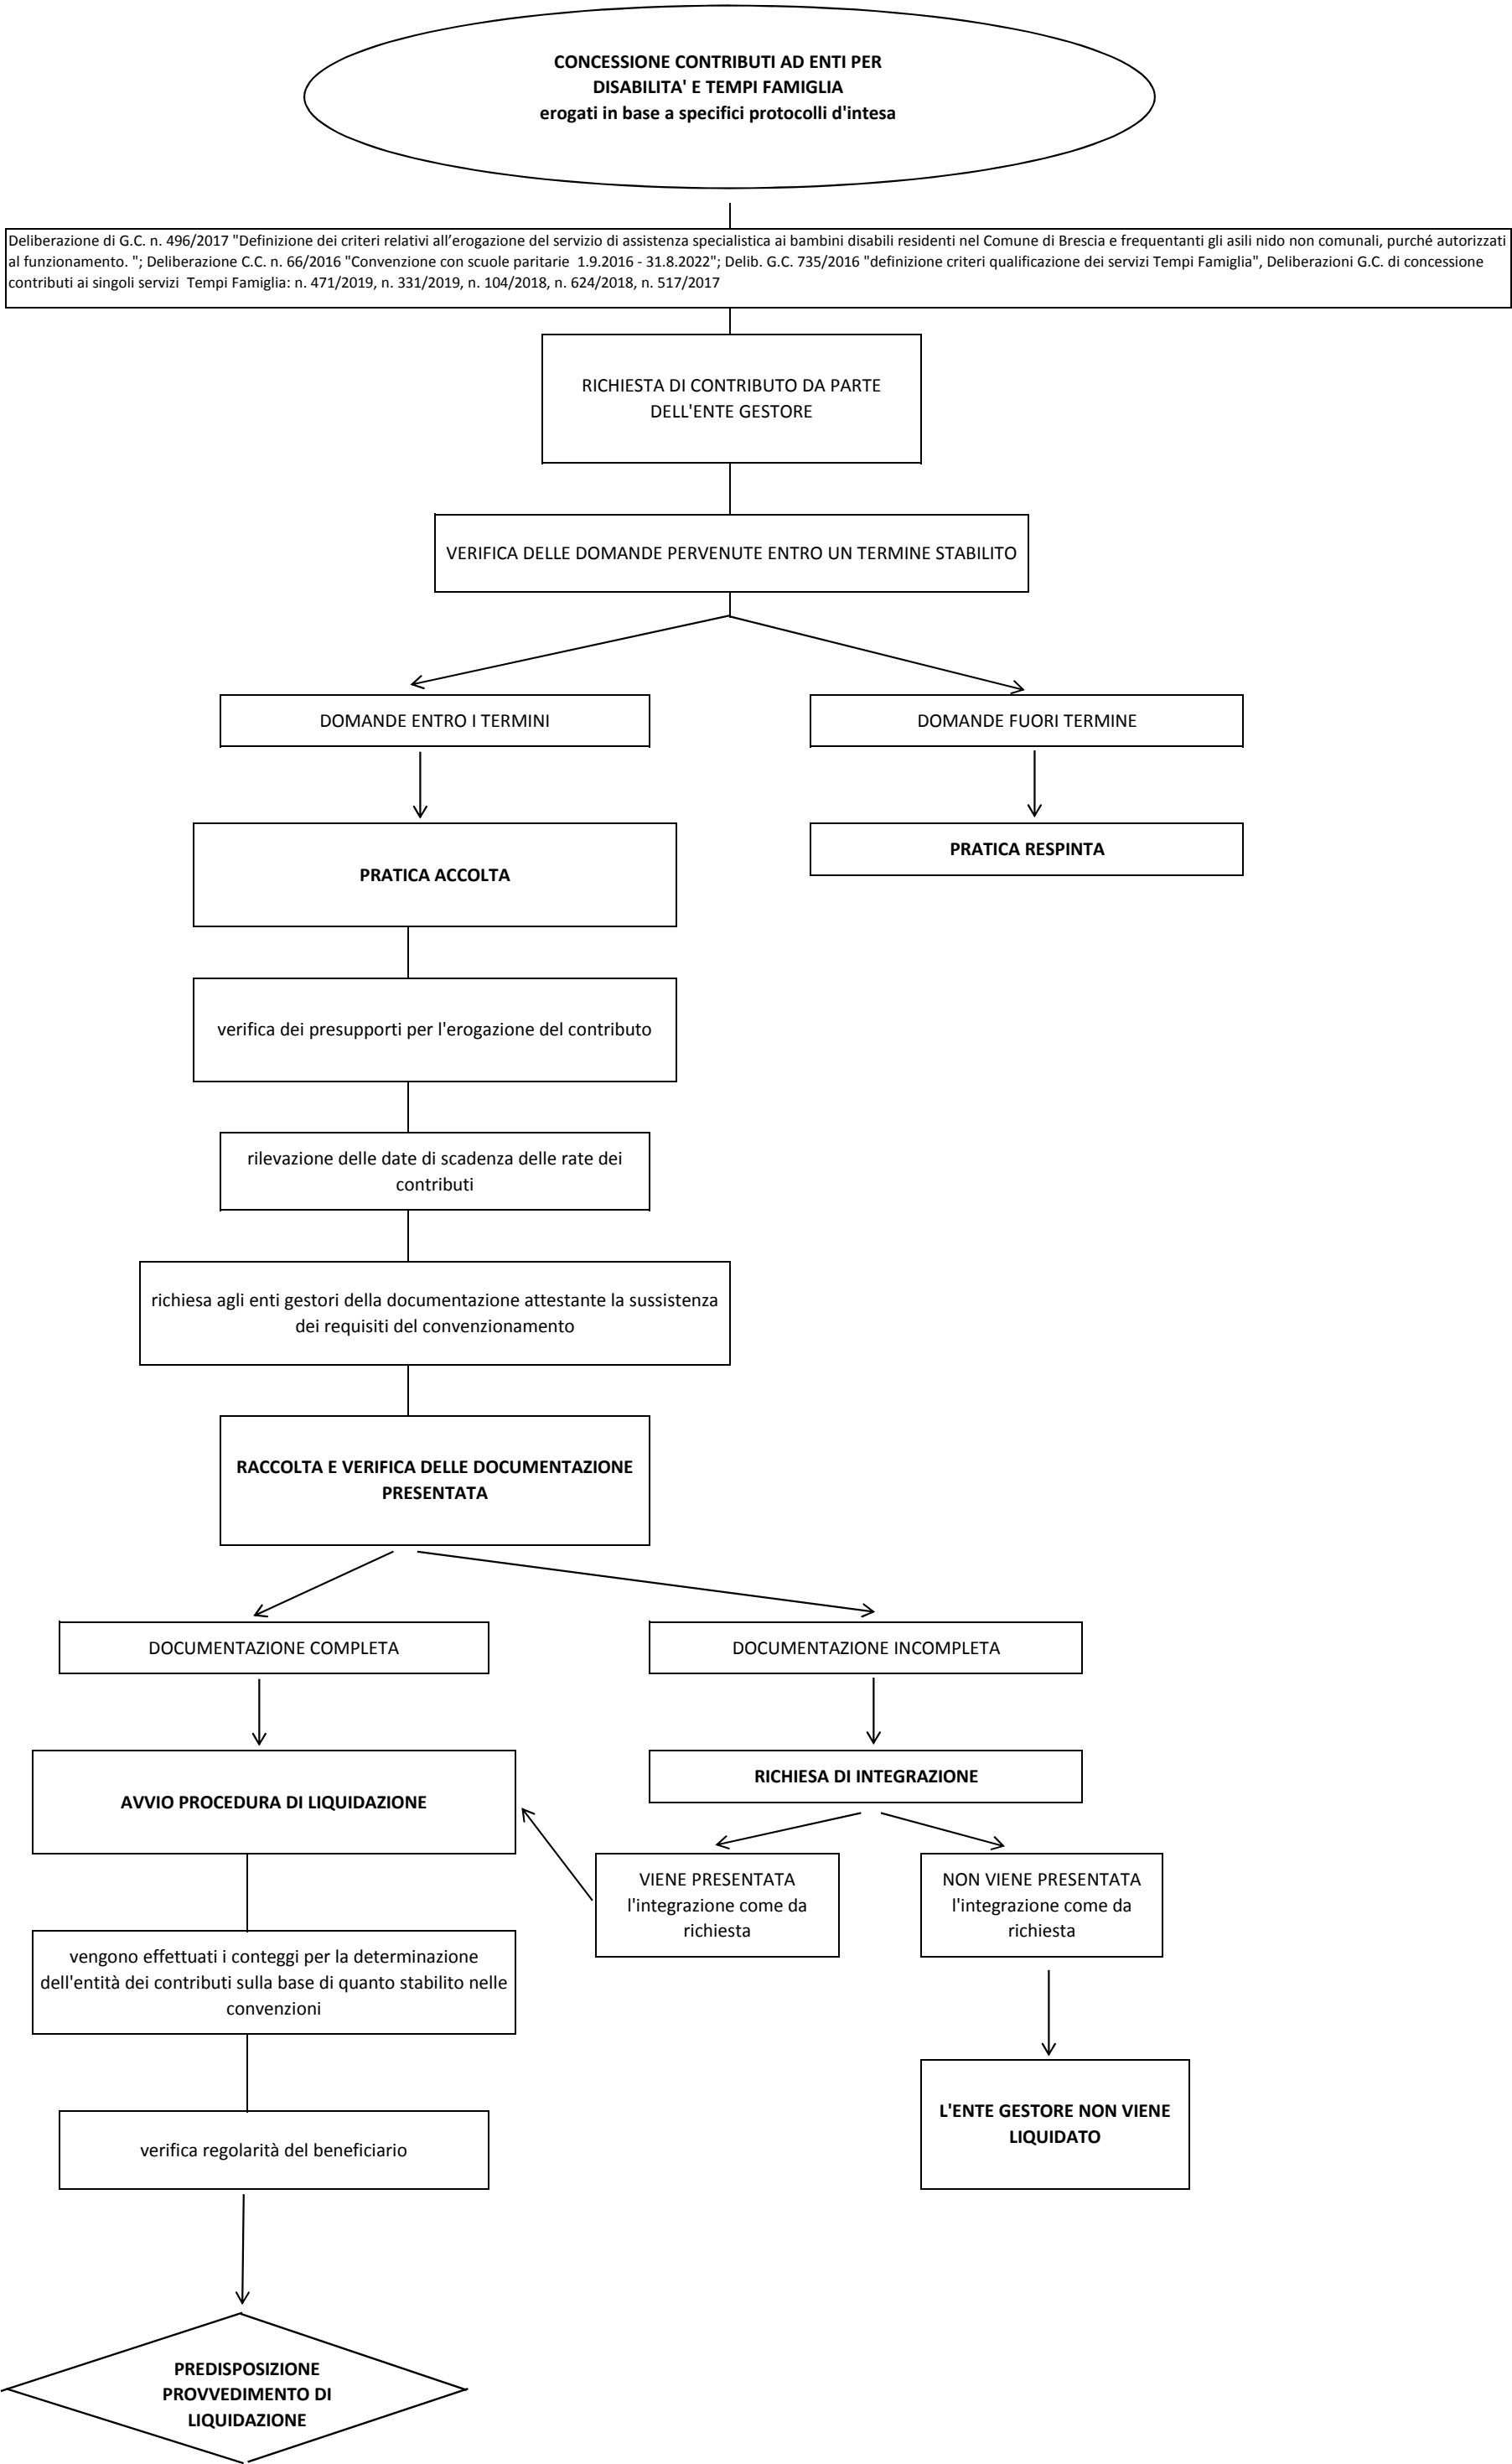 CONCESSIONE CONTRIBUTI AD ENTI PER
DISABILITA' E TEMPI FAMIGLIA
erogati in base a specifici protocolli d'intesa
Deliberazione di G.C. n. 496/2017 "Definizione dei criteri relativi all'erogazione del servizio di assistenza specialistica ai bambini disabili residenti nel Comune di Brescia e frequentanti gli asili nido non comunali, purché autorizzati
al funzionamento. "; Deliberazione C.C. n. 66/2016 "Convenzione con scuole paritarie 1.9.2016 - 31.8.2022"; Delib. G.C. 735/2016 "definizione criteri qualificazione dei servizi Tempi Famiglia", Deliberazioni G.C. di concessione
contributi ai singoli servizi Tempi Famiglia: n. 471/2019, n. 331/2019, n. 104/2018, n. 624/2018, n. 517/2017
RICHIESTA DI CONTRIBUTO DA PARTE
DELL'ENTE GESTORE
VERIFICA DELLE DOMANDE PERVENUTE ENTRO UN TERMINE STABILITO
DOMANDE ENTRO I TERMINI
DOMANDE FUORI TERMINE
PRATICA ACCOLTA
PRATICA RESPINTA
verifica dei presupporti per l'erogazione del contributo
rilevazione delle date di scadenza delle rate dei
contributi
richiesa agli enti gestori della documentazione attestante la sussistenza
dei requisiti del convenzionamento
RACCOLTA E VERIFICA DELLE DOCUMENTAZIONE
PRESENTATA
DOCUMENTAZIONE COMPLETA
DOCUMENTAZIONE INCOMPLETA
AVVIO PROCEDURA DI LIQUIDAZIONE
RICHIESA DI INTEGRAZIONE
VIENE PRESENTATA
l'integrazione come da
richiesta
NON VIENE PRESENTATA
l'integrazione come da
richiesta
vengono effettuati i conteggi per la determinazione
dell'entità dei contributi sulla base di quanto stabilito nelle
convenzioni
L'ENTE GESTORE NON VIENE
LIQUIDATO
verifica regolarità del beneficiario
PREDISPOSIZIONE
PROVVEDIMENTO DI
LIQUIDAZIONE